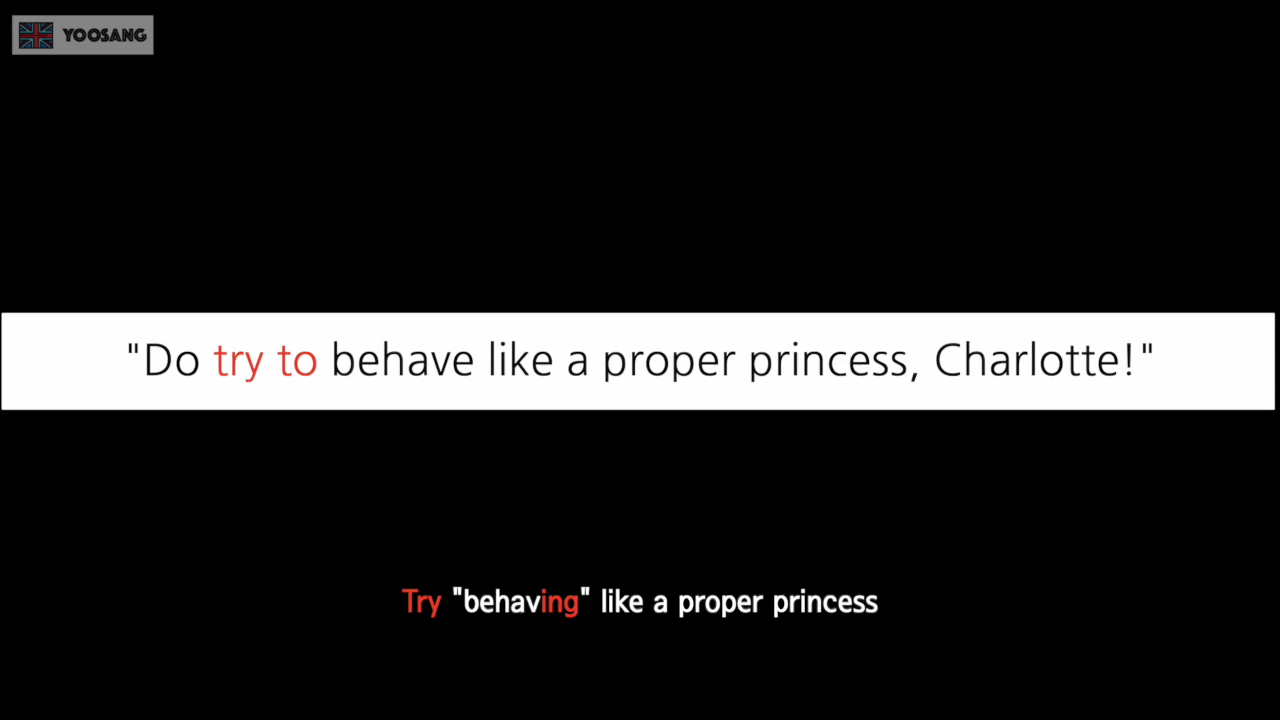 YOOSANG
"Do try to behave like a proper princess, Charlotte!"
Try "behaving" like a proper princess